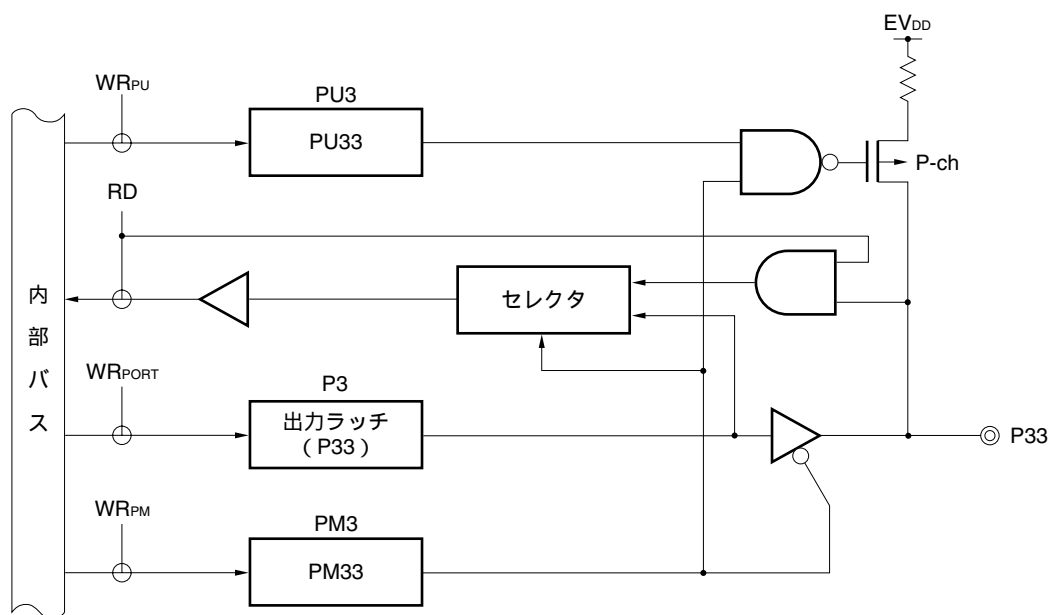 EVDD
WRPU
PU3
PU33
P-ch
RD
セレクタ
内部バス
WRPORT
P3
出力ラッチ
(P33)
P33
WRPM
PM3
PM33